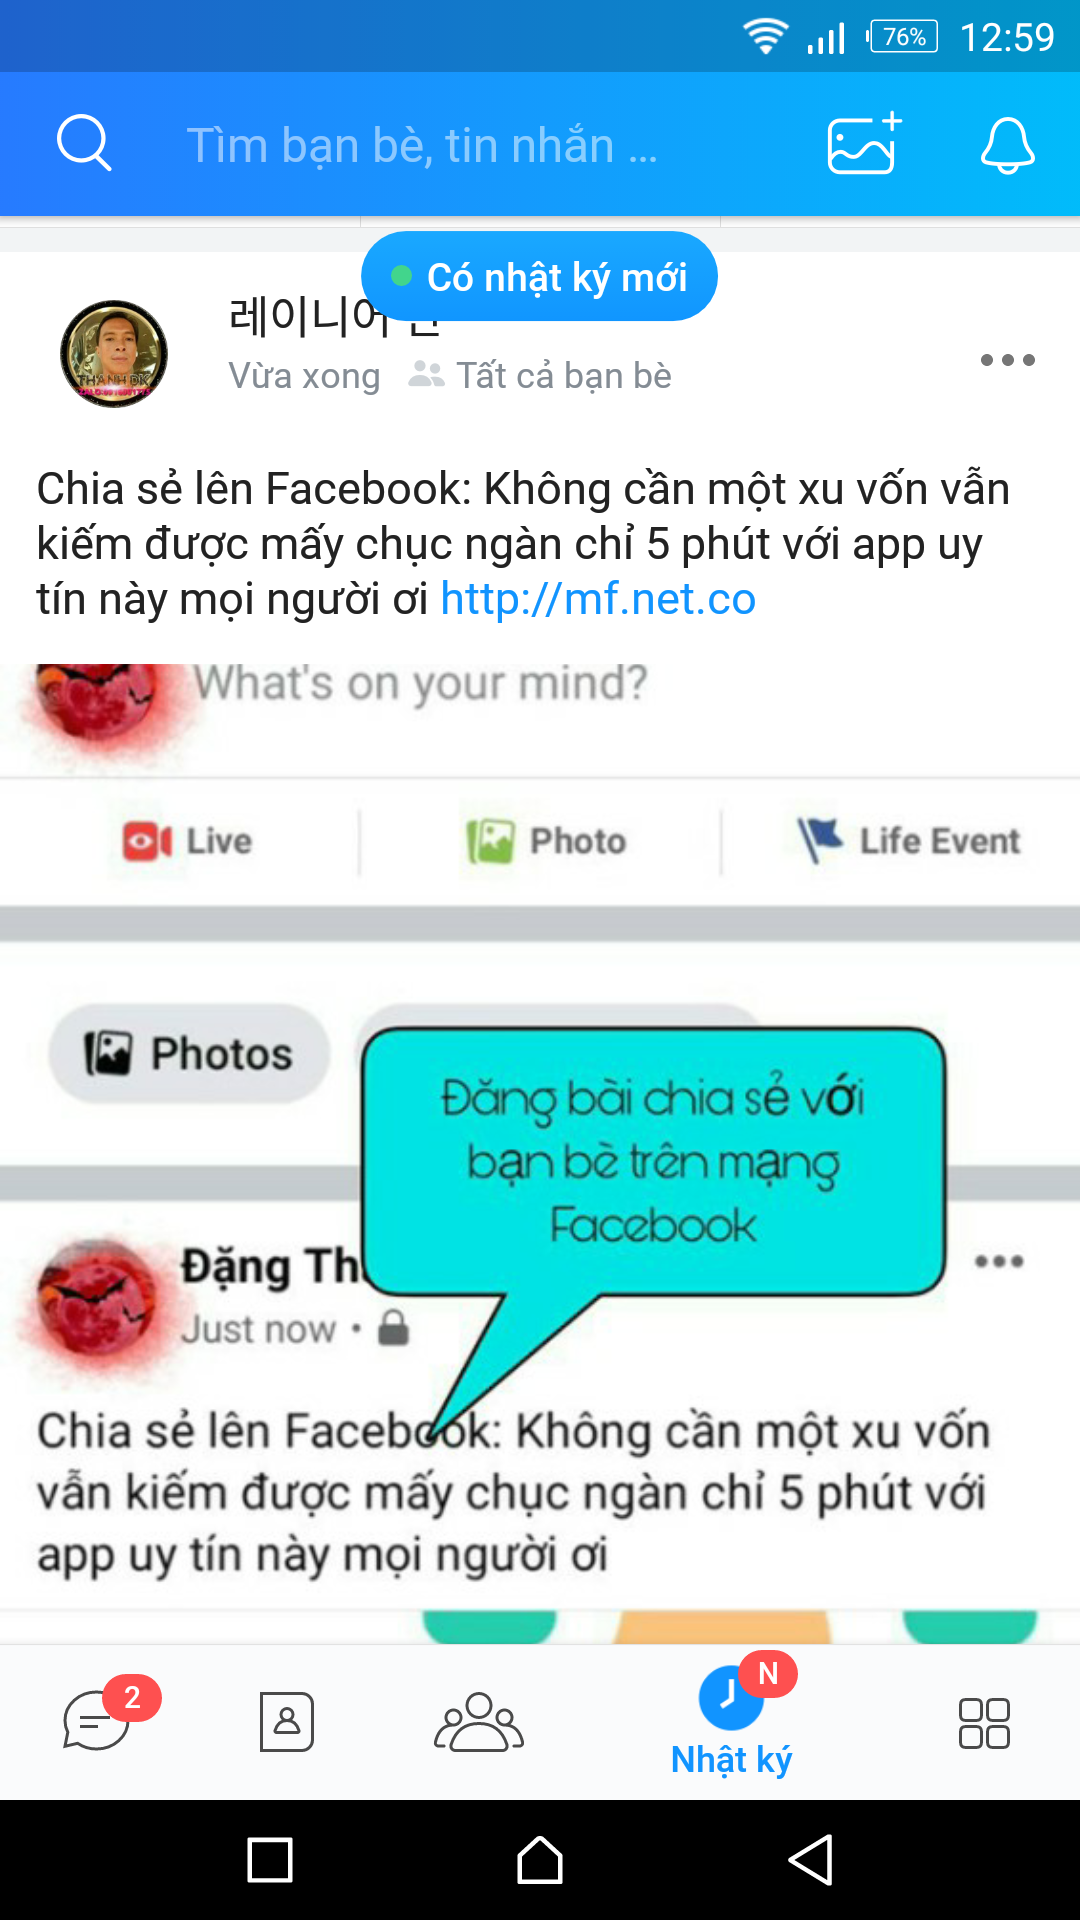 76% 12:59
Tìm bạn bè, tin nhắn ...
Có nhật ký mới
레이니어
Vừa xong Tất cả bạn bè
Chia sẻ lên Facebook: Không cần một xu vốn vẫn
kiếm được mấy chục ngàn chỉ 5 phút với app uy
tín này mọi người ơi http://mf.net.co
What's on your mind?
Live Photo Life Event
Photos
Đăng bài chia sẻ với
bạn bè trên mạng
Facebook
Đặng
Just now •
Chia sẻ lên Facebook: Không cần một xu vốn
vẫn kiếm được mấy chục ngàn chỉ 5 phút với
app uy tín này mọi người ơi
2
N
Nhật ký